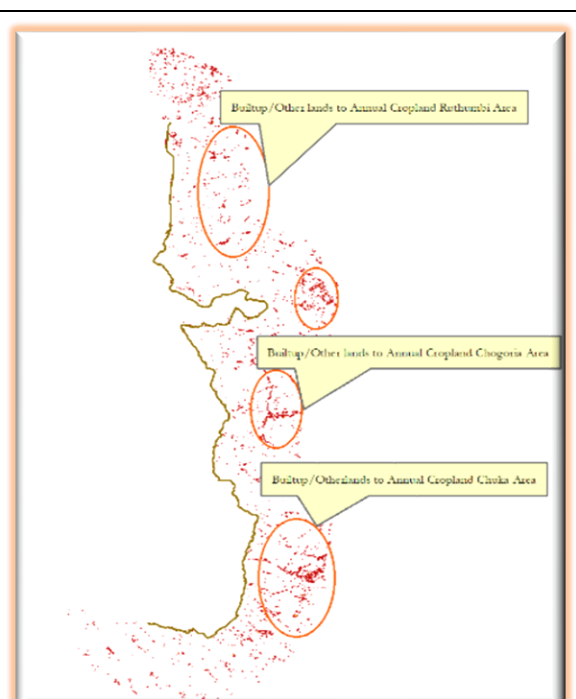 Builtup/Other lands to Annual Cropland Ruthumbi Area
Builtup/Other lands to Annual Cropland Chogoria Area
Builtup/Otherlands to Annual Cropland Chuka Area